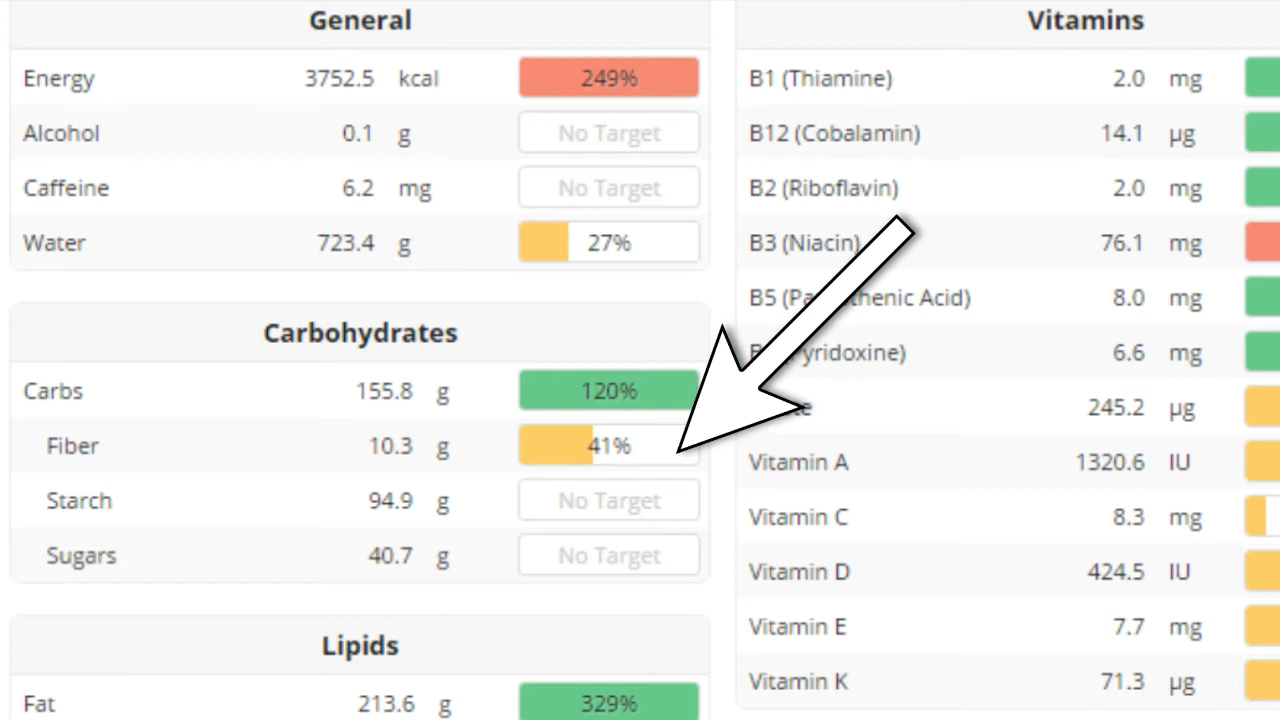 General
Energy 3752.5 kcal 249%
Alcohol 0.1 g No Target
Caffeine 6.2 mg No Target
Water 723.4 g 27%
Carbohydrates
Carbs 155.8 g 120%
Fiber 10.3 g 41%
Starch 94.9 g No Target
Sugars 40.7 g No Target
Lipids
Fat 213.6 g 329%
Vitamins
B1 (Thiamine) 2.0 mg
B12 (Cobalamin) 14.1 µg
B2 (Riboflavin) 2.0 mg
B3 (Niacin) 76.1 mg
B5 Acid) 8.0 mg
6.6 mg
245.2 µg
Vitamin A 1320.6 IU
Vitamin C 8.3 mg
Vitamin D 424.5 IU
Vitamin E 7.7 mg
Vitamin K 71.3 µg